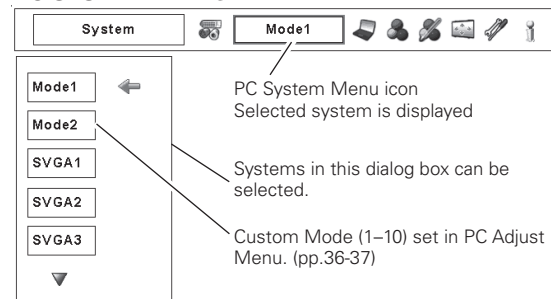 System
Mode1
Mode1
Mode2
SVGA1
SVGA2
SVGA3
PC System Menu icon
Selected system is displayed
Systems in this dialog box can be
selected.
Custom Mode (1–10) set in PC Adjust
Menu. (pp.36-37)